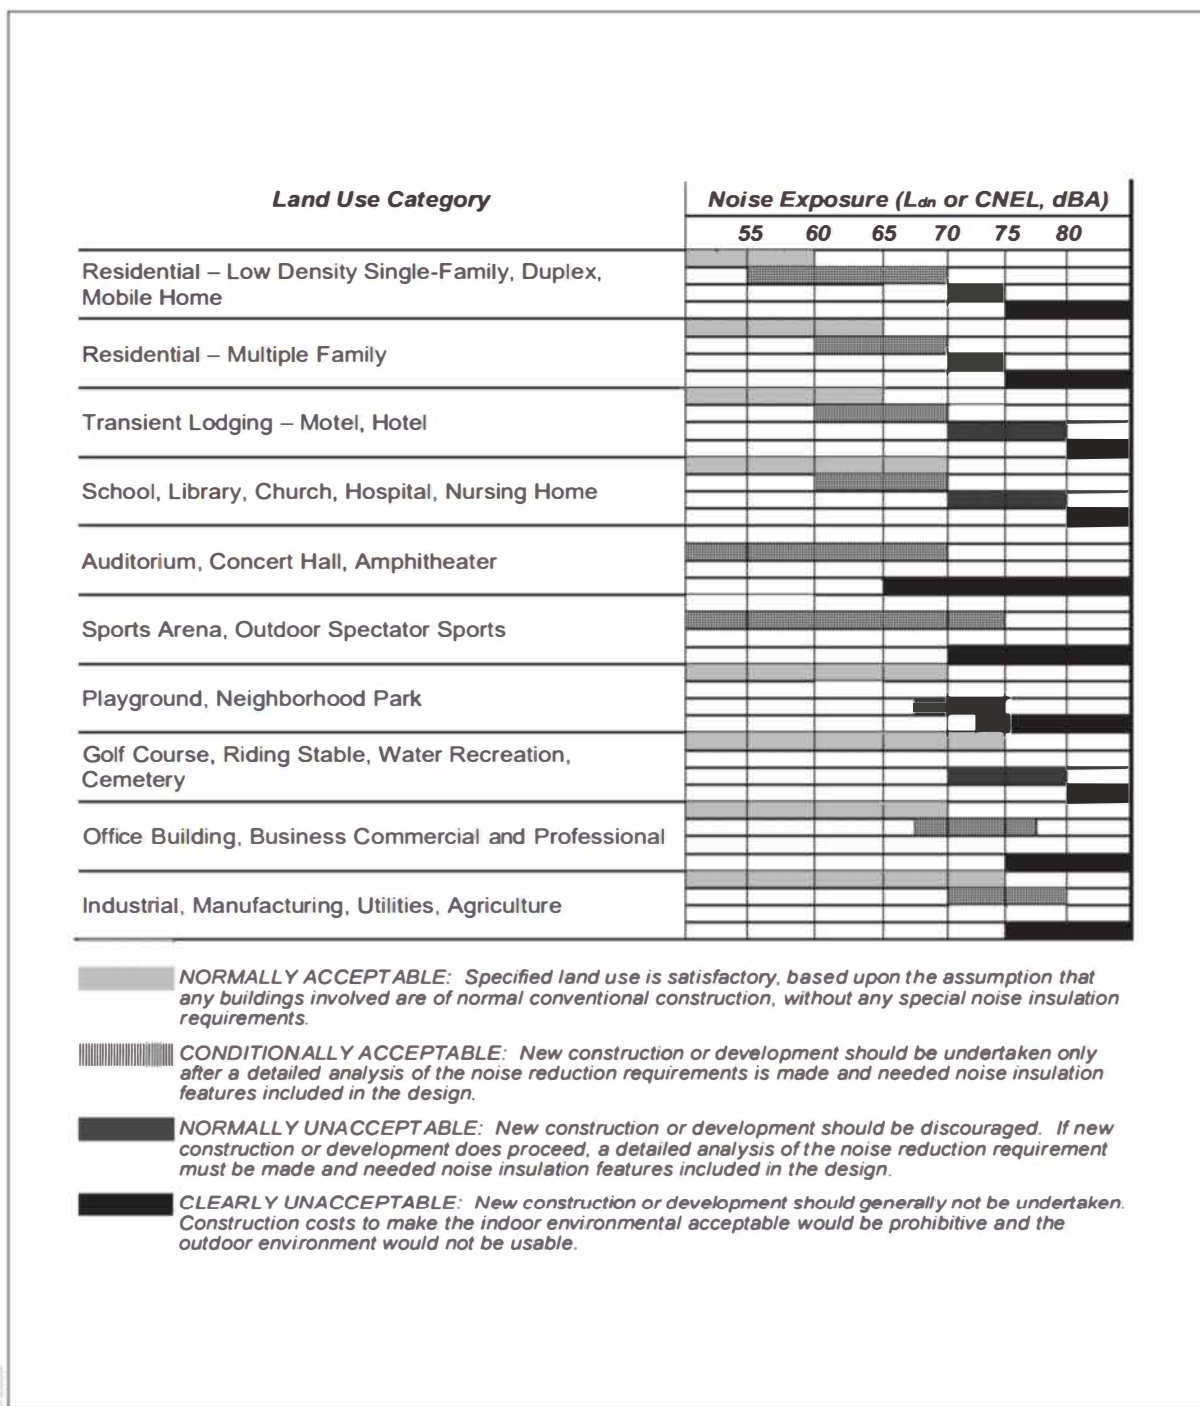 Land Use Category
Noise Exposure (Ldn or CNEL, dBA)
55 60 65 70 75 80
Residential – Low Density Single-Family, Duplex,
Mobile Home
Residential – Multiple Family
Transient Lodging – Motel, Hotel
School, Library, Church, Hospital, Nursing Home
Auditorium, Concert Hall, Amphitheater
Sports Arena, Outdoor Spectator Sports
Playground, Neighborhood Park
Golf Course, Riding Stable, Water Recreation,
Cemetery
Office Building, Business Commercial and Professional
Industrial, Manufacturing, Utilities, Agriculture
NORMALLY ACCEPTABLE: Specified land use is satisfactory, based upon the assumption that
any buildings involved are of normal conventional construction, without any special noise insulation
requirements.
CONDITIONALLY ACCEPTABLE: New construction or development should be undertaken only
after a detailed analysis of the noise reduction requirements is made and needed noise insulation
features included in the design.
NORMALLY UNACCEPTABLE: New construction or development should be discouraged. If new
construction or development does proceed, a detailed analysis of the noise reduction requirement
must be made and needed noise insulation features included in the design.
CLEARLY UNACCEPTABLE: New construction or development should generally not be undertaken.
Construction costs to make the indoor environmental acceptable would be prohibitive and the
outdoor environment would not be usable.